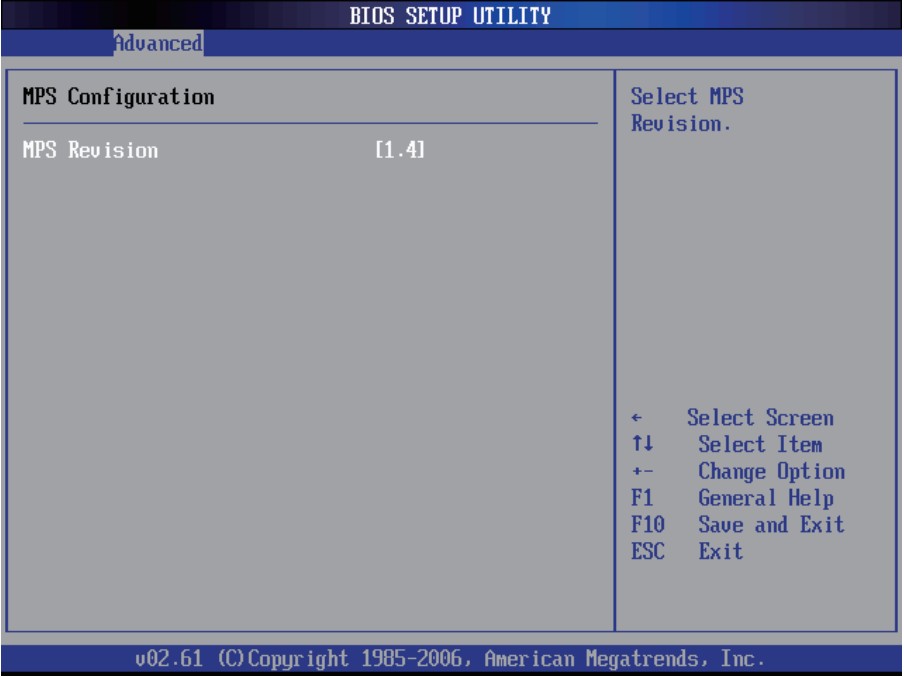 BIOS SETUP UTILITY
Advanced
MPS Configuration
MPS Revision [1.4]
Select MPS
Revision.
← Select Screen
↑↓ Select Item
+- Change Option
F1 General Help
F10 Save and Exit
ESC Exit
v02.61 (C)Copyright 1985-2006, American Megatrends, Inc.